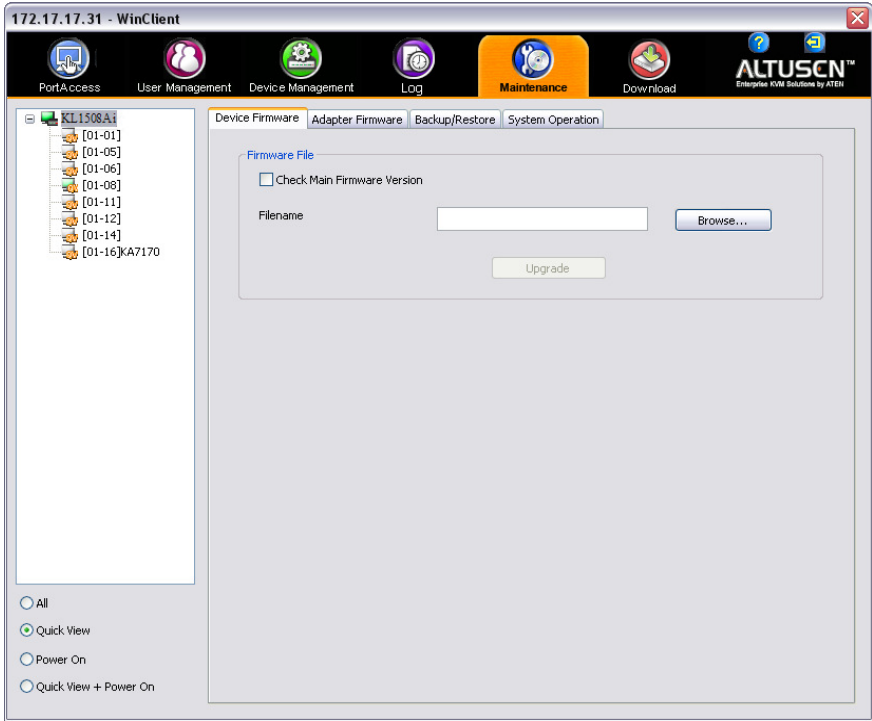 172.17.17.31 - WinClient
PortAccess User Management Device Management Log Maintenance Download
ALTUSEN™
Enterprise KVM Solutions by ATEN
KL1508Ai
[01-01]
[01-05]
[01-06]
[01-08]
[01-11]
[01-12]
[01-14]
[01-16]KA7170
Device Firmware Adapter Firmware Backup/Restore System Operation
Firmware File
Check Main Firmware Version
Filename Browse...
Upgrade
All
Quick View
Power On
Quick View + Power On